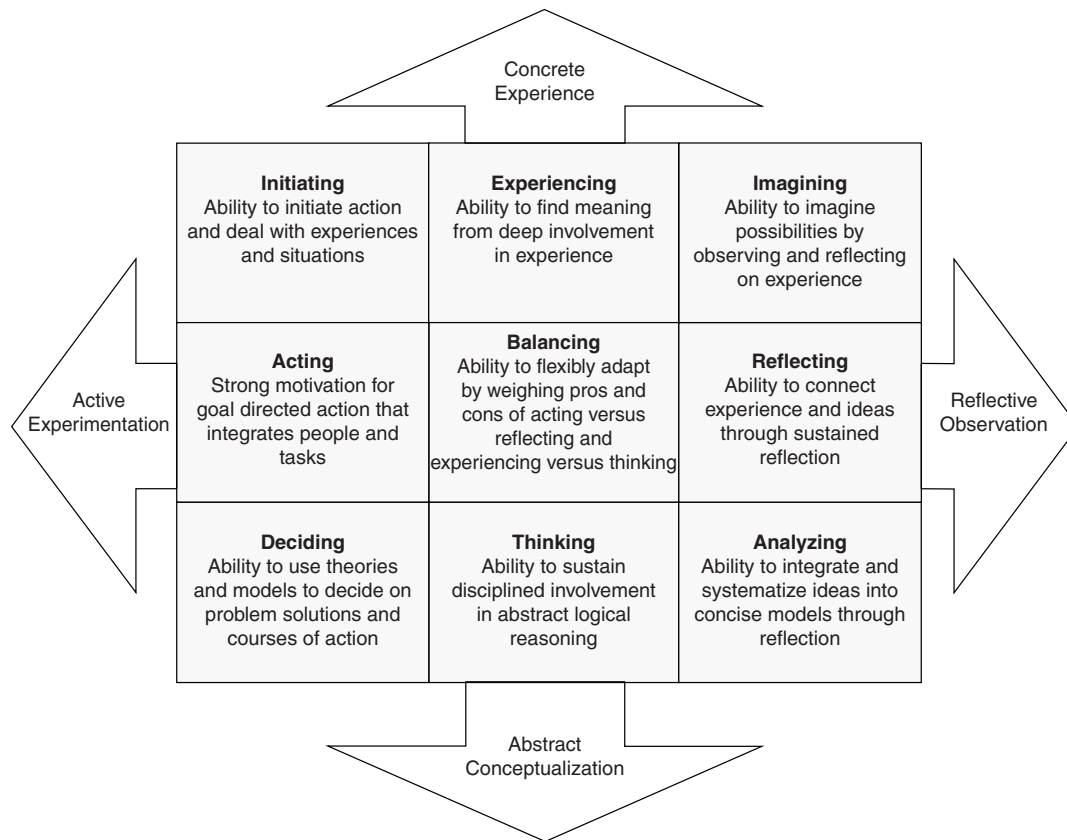 Concrete
Experience
Initiating
Ability to initiate action
and deal with experiences
and situations
Experiencing
Ability to find meaning
from deep involvement
in experience
Imagining
Ability to imagine
possibilities by
observing and reflecting
on experience
Active
Experimentation
Acting
Strong motivation for
goal directed action that
integrates people and
tasks
Balancing
Ability to flexibly adapt
by weighing pros and
cons of acting versus
reflecting and
experiencing versus thinking
Reflecting
Ability to connect
experience and ideas
through sustained
reflection
Reflective
Observation
Deciding
Ability to use theories
and models to decide on
problem solutions and
courses of action
Thinking
Ability to sustain
disciplined involvement
in abstract logical
reasoning
Analyzing
Ability to integrate and
systematize ideas into
concise models through
reflection
Abstract
Conceptualization